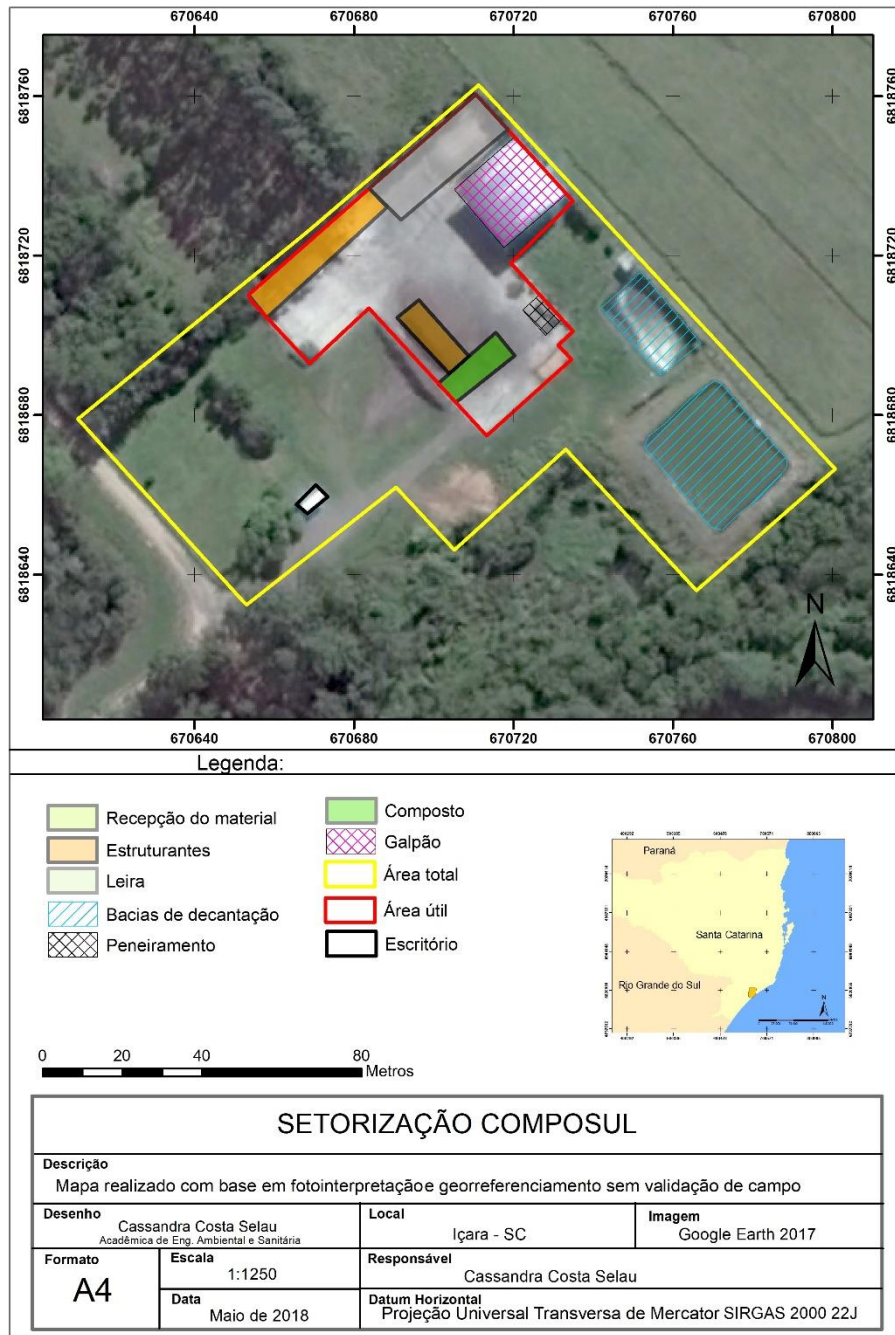 670640 670680 670720 670760 670800
6818760 6818760
6818720 6818720
6818680 6818680
6818640 6818640
N
670640 670680 670720 670760 670800
Legenda:
Recepção do material
Estruturantes
Leira
Bacias de decantação
Peneiramento
Composto
Galpão
Área total
Área útil
Escritório
Paraná
Santa Catarina
Rio Grande do Sul
N
0 20 40 80
Metros
SETORIZAÇÃO COMPOSUL
Descrição
Mapa realizado com base em fotointerpretação e georreferenciamento sem validação de campo
Desenho
Cassandra Costa Selau
Acadêmica de Eng. Ambiental e Sanitária
Local
Içara - SC
Imagem
Google Earth 2017
Formato
A4
Escala
1:1250
Responsável
Cassandra Costa Selau
Data
Maio de 2018
Datum Horizontal
Projeção Universal Transversa de Mercator SIRGAS 2000 22J